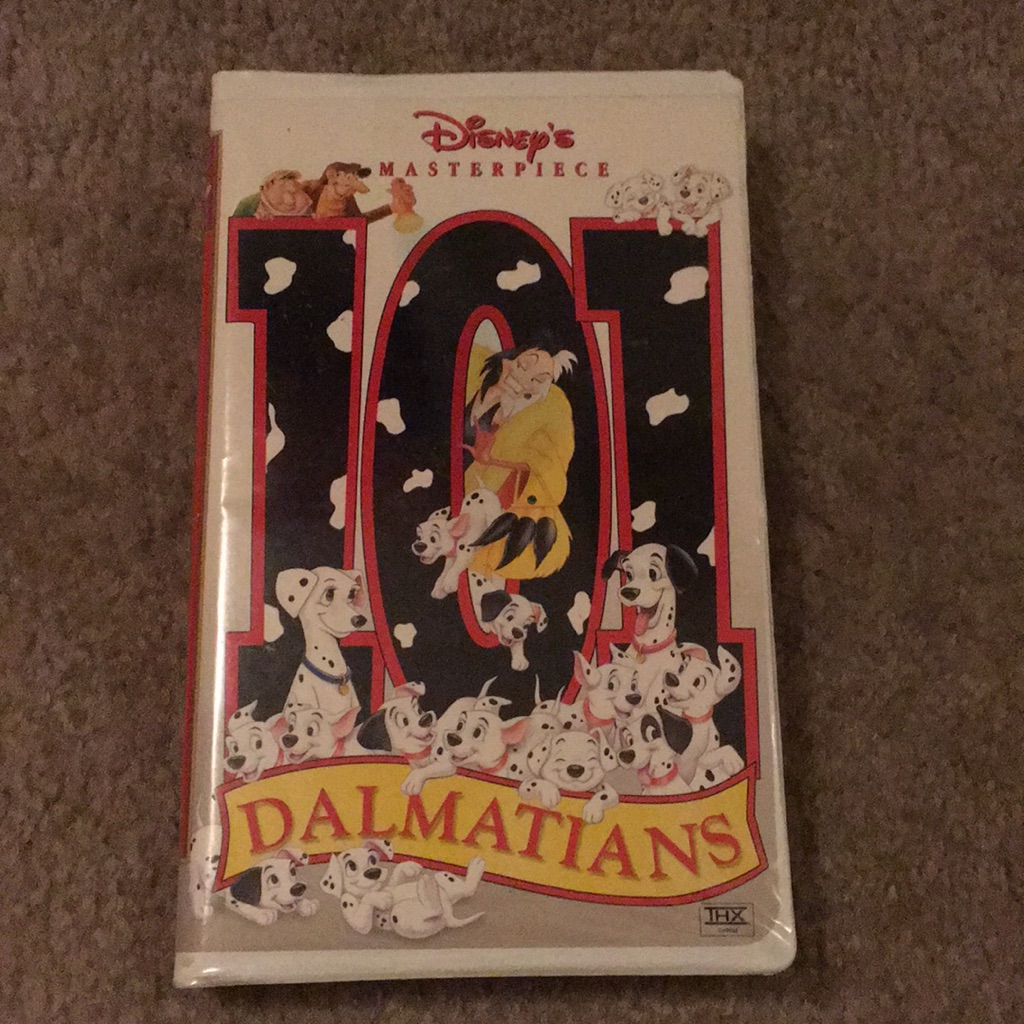 Disney's
MASTERPIECE
101
DALMATIANS
THX